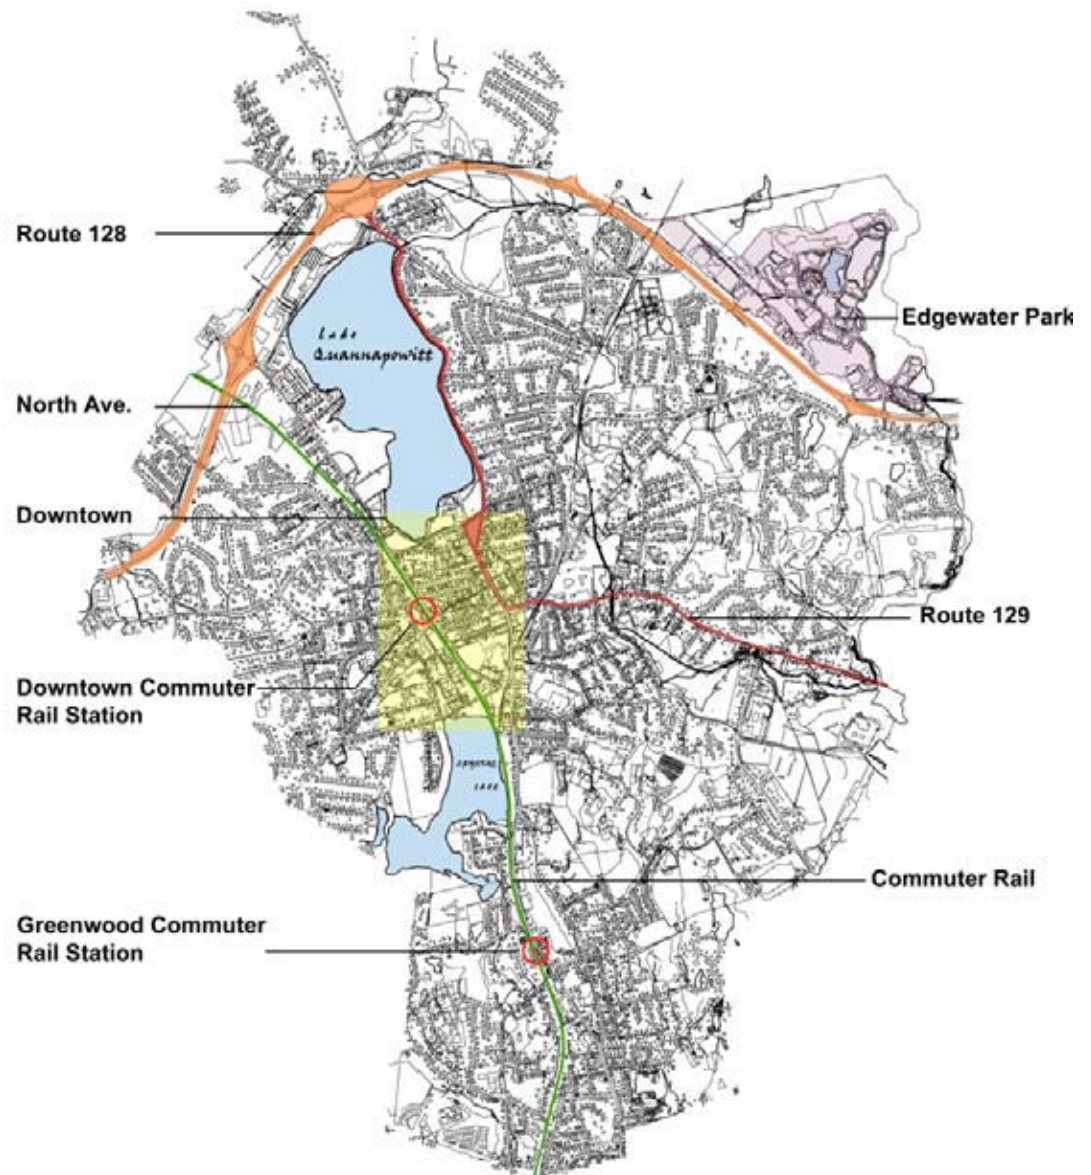 Route 128
Lake
Quannapowitt
Edgewater Park
North Ave.
Downtown
Route 129
Downtown Commuter
Rail Station
Commuter Rail
Greenwood Commuter
Rail Station